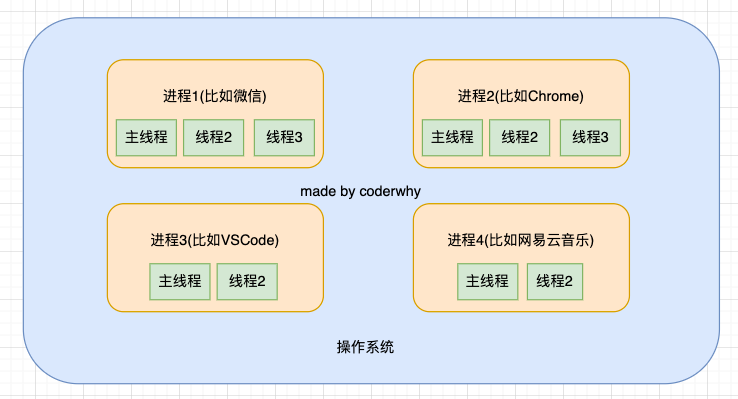 进程1(比如微信)
主线程 线程2 线程3
进程2(比如Chrome)
主线程 线程2 线程3
made by coderwhy
进程3(比如VSCode)
主线程 线程2
进程4(比如网易云音乐)
主线程 线程2
操作系统